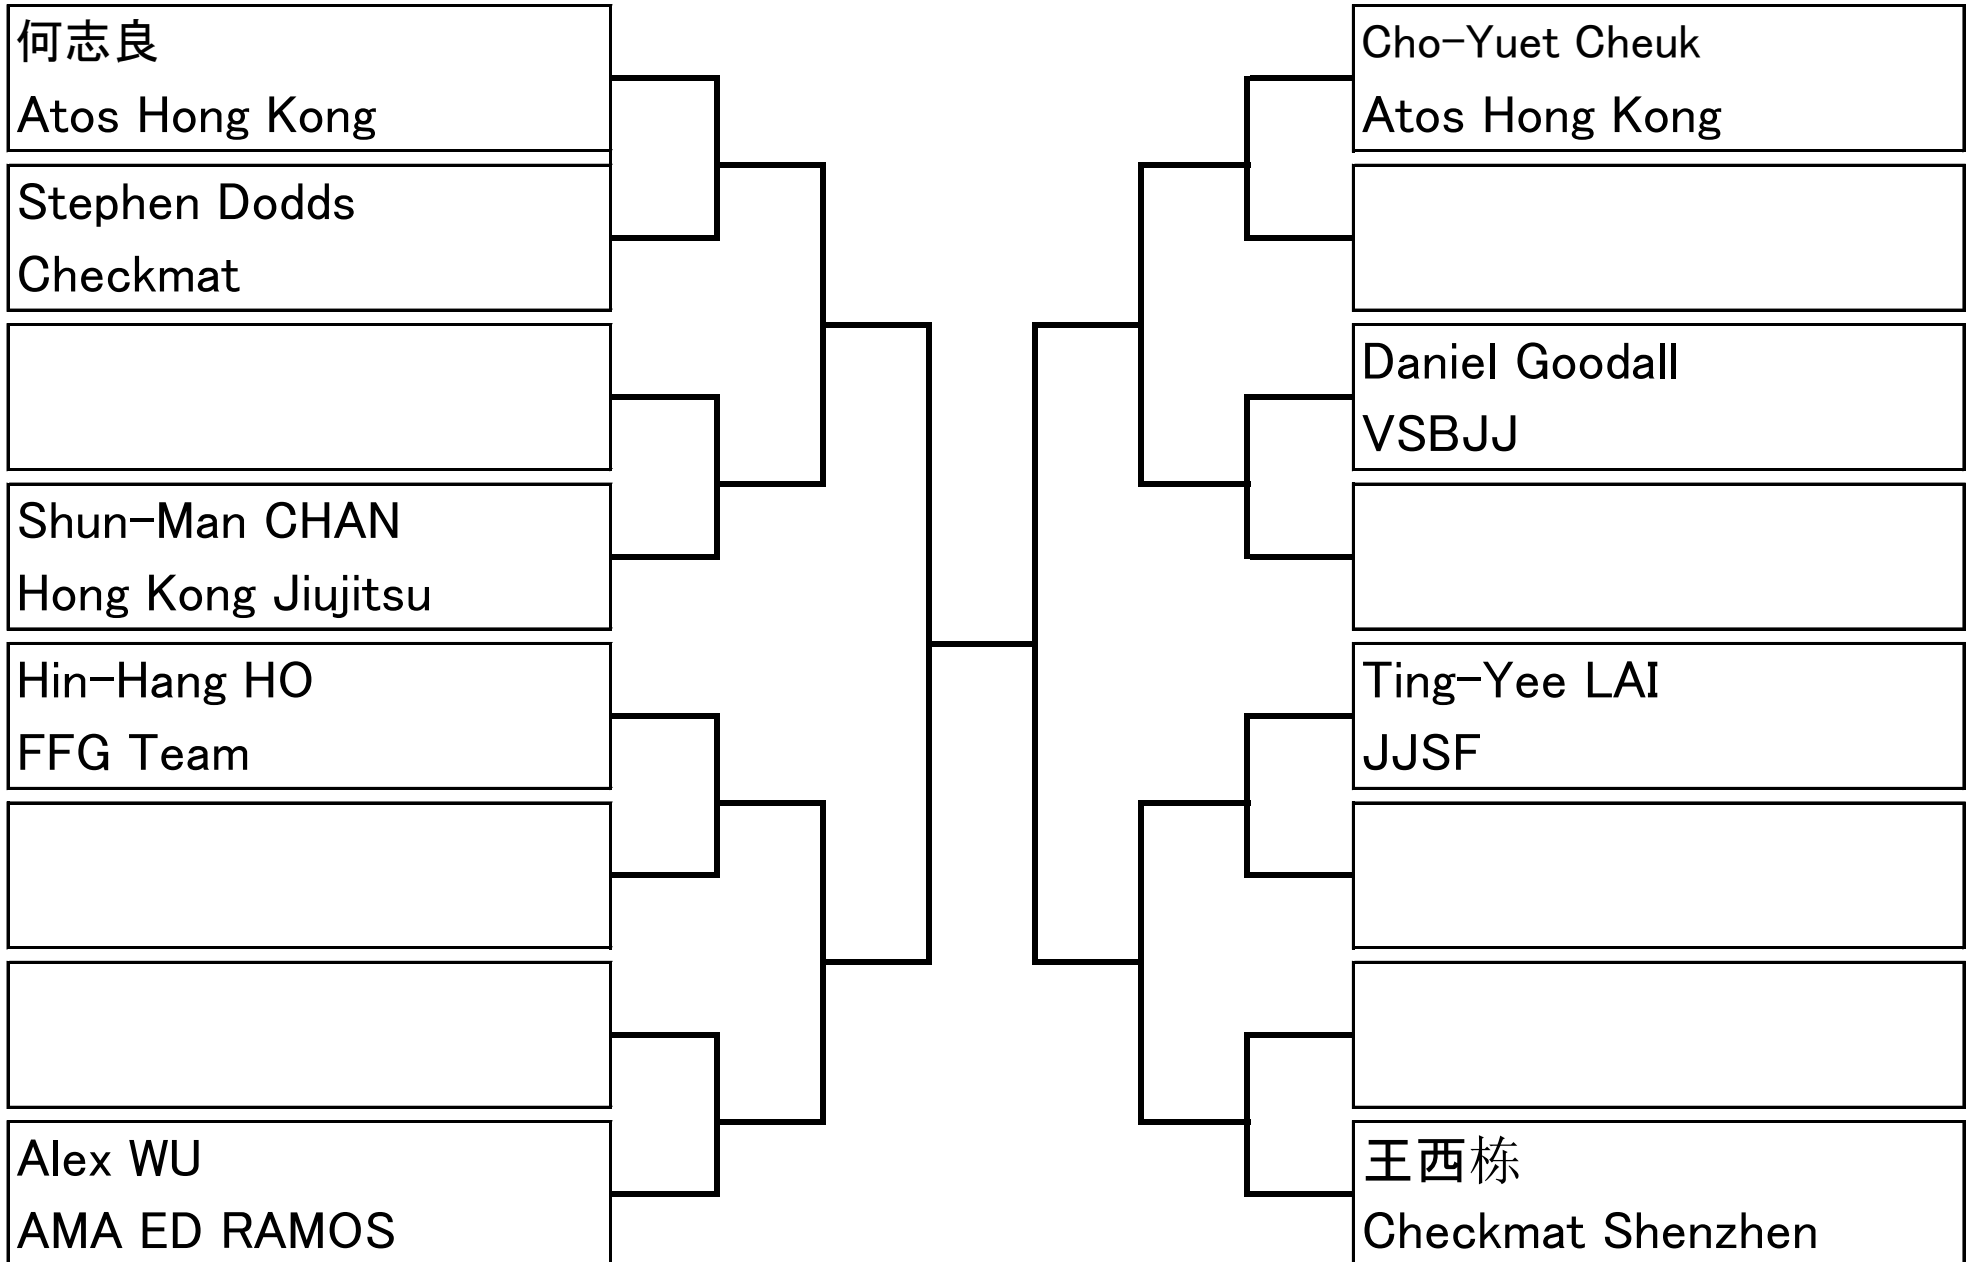 何志良
Atos Hong Kong
Stephen Dodds
Checkmat
Shun-Man CHAN
Hong Kong Jiujitsu
Hin-Hang HO
FFG Team
Alex WU
AMA ED RAMOS
Cho-Yuet Cheuk
Atos Hong Kong
Daniel Goodall
VSBJJ
Ting-Yee LAI
JJSF
王西栋
Checkmat Shenzhen